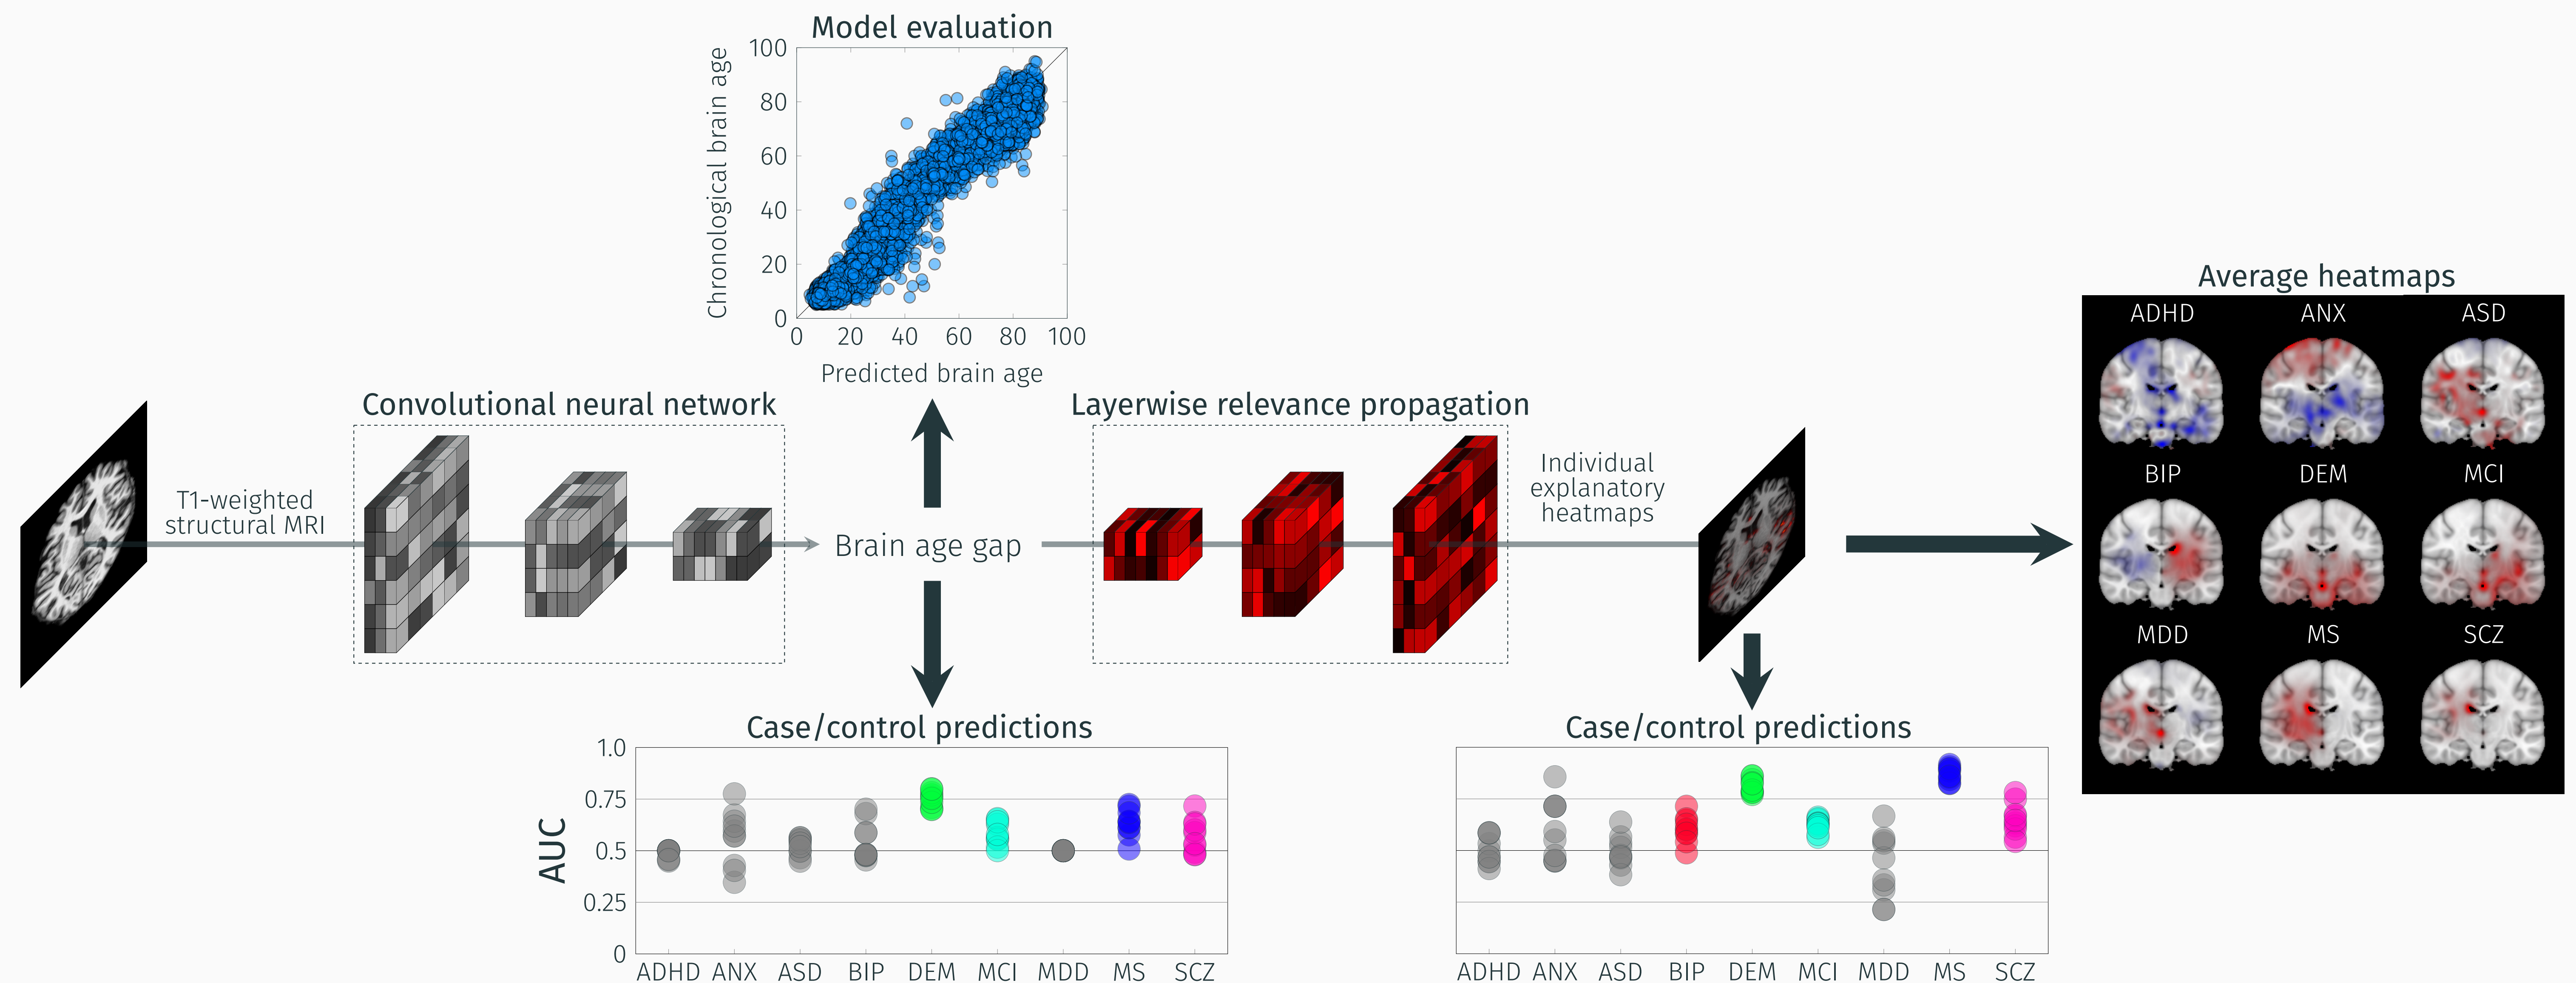 Model evaluation
Chronological brain age
100
80
60
40
20
0
0 20 40 60 80 100
Predicted brain age
T1-weighted
structural MRI
Convolutional neural network
Brain age gap
Layerwise relevance propagation
Individual
explanatory
heatmaps
Average heatmaps
ADHD ANX ASD
BIP DEM MCI
MDD MS SCZ
Case/control predictions
AUC
1.0
0.75
0.5
0.25
0
ADHD ANX ASD BIP DEM MCI MDD MS SCZ
Case/control predictions
ADHD ANX ASD BIP DEM MCI MDD MS SCZ